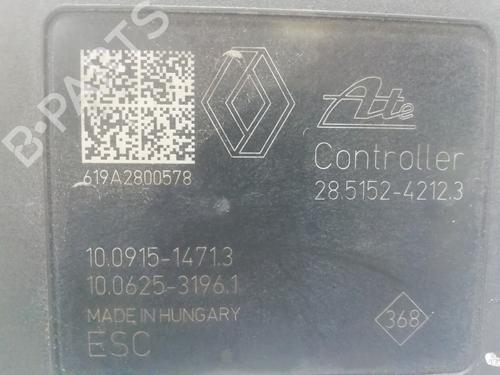 B-PARTS
Ate
Controller
28.5152-4212.3
619A2800578
10.0915-1471.3
10.0625-3196.1
MADE IN HUNGARY
ESC
368